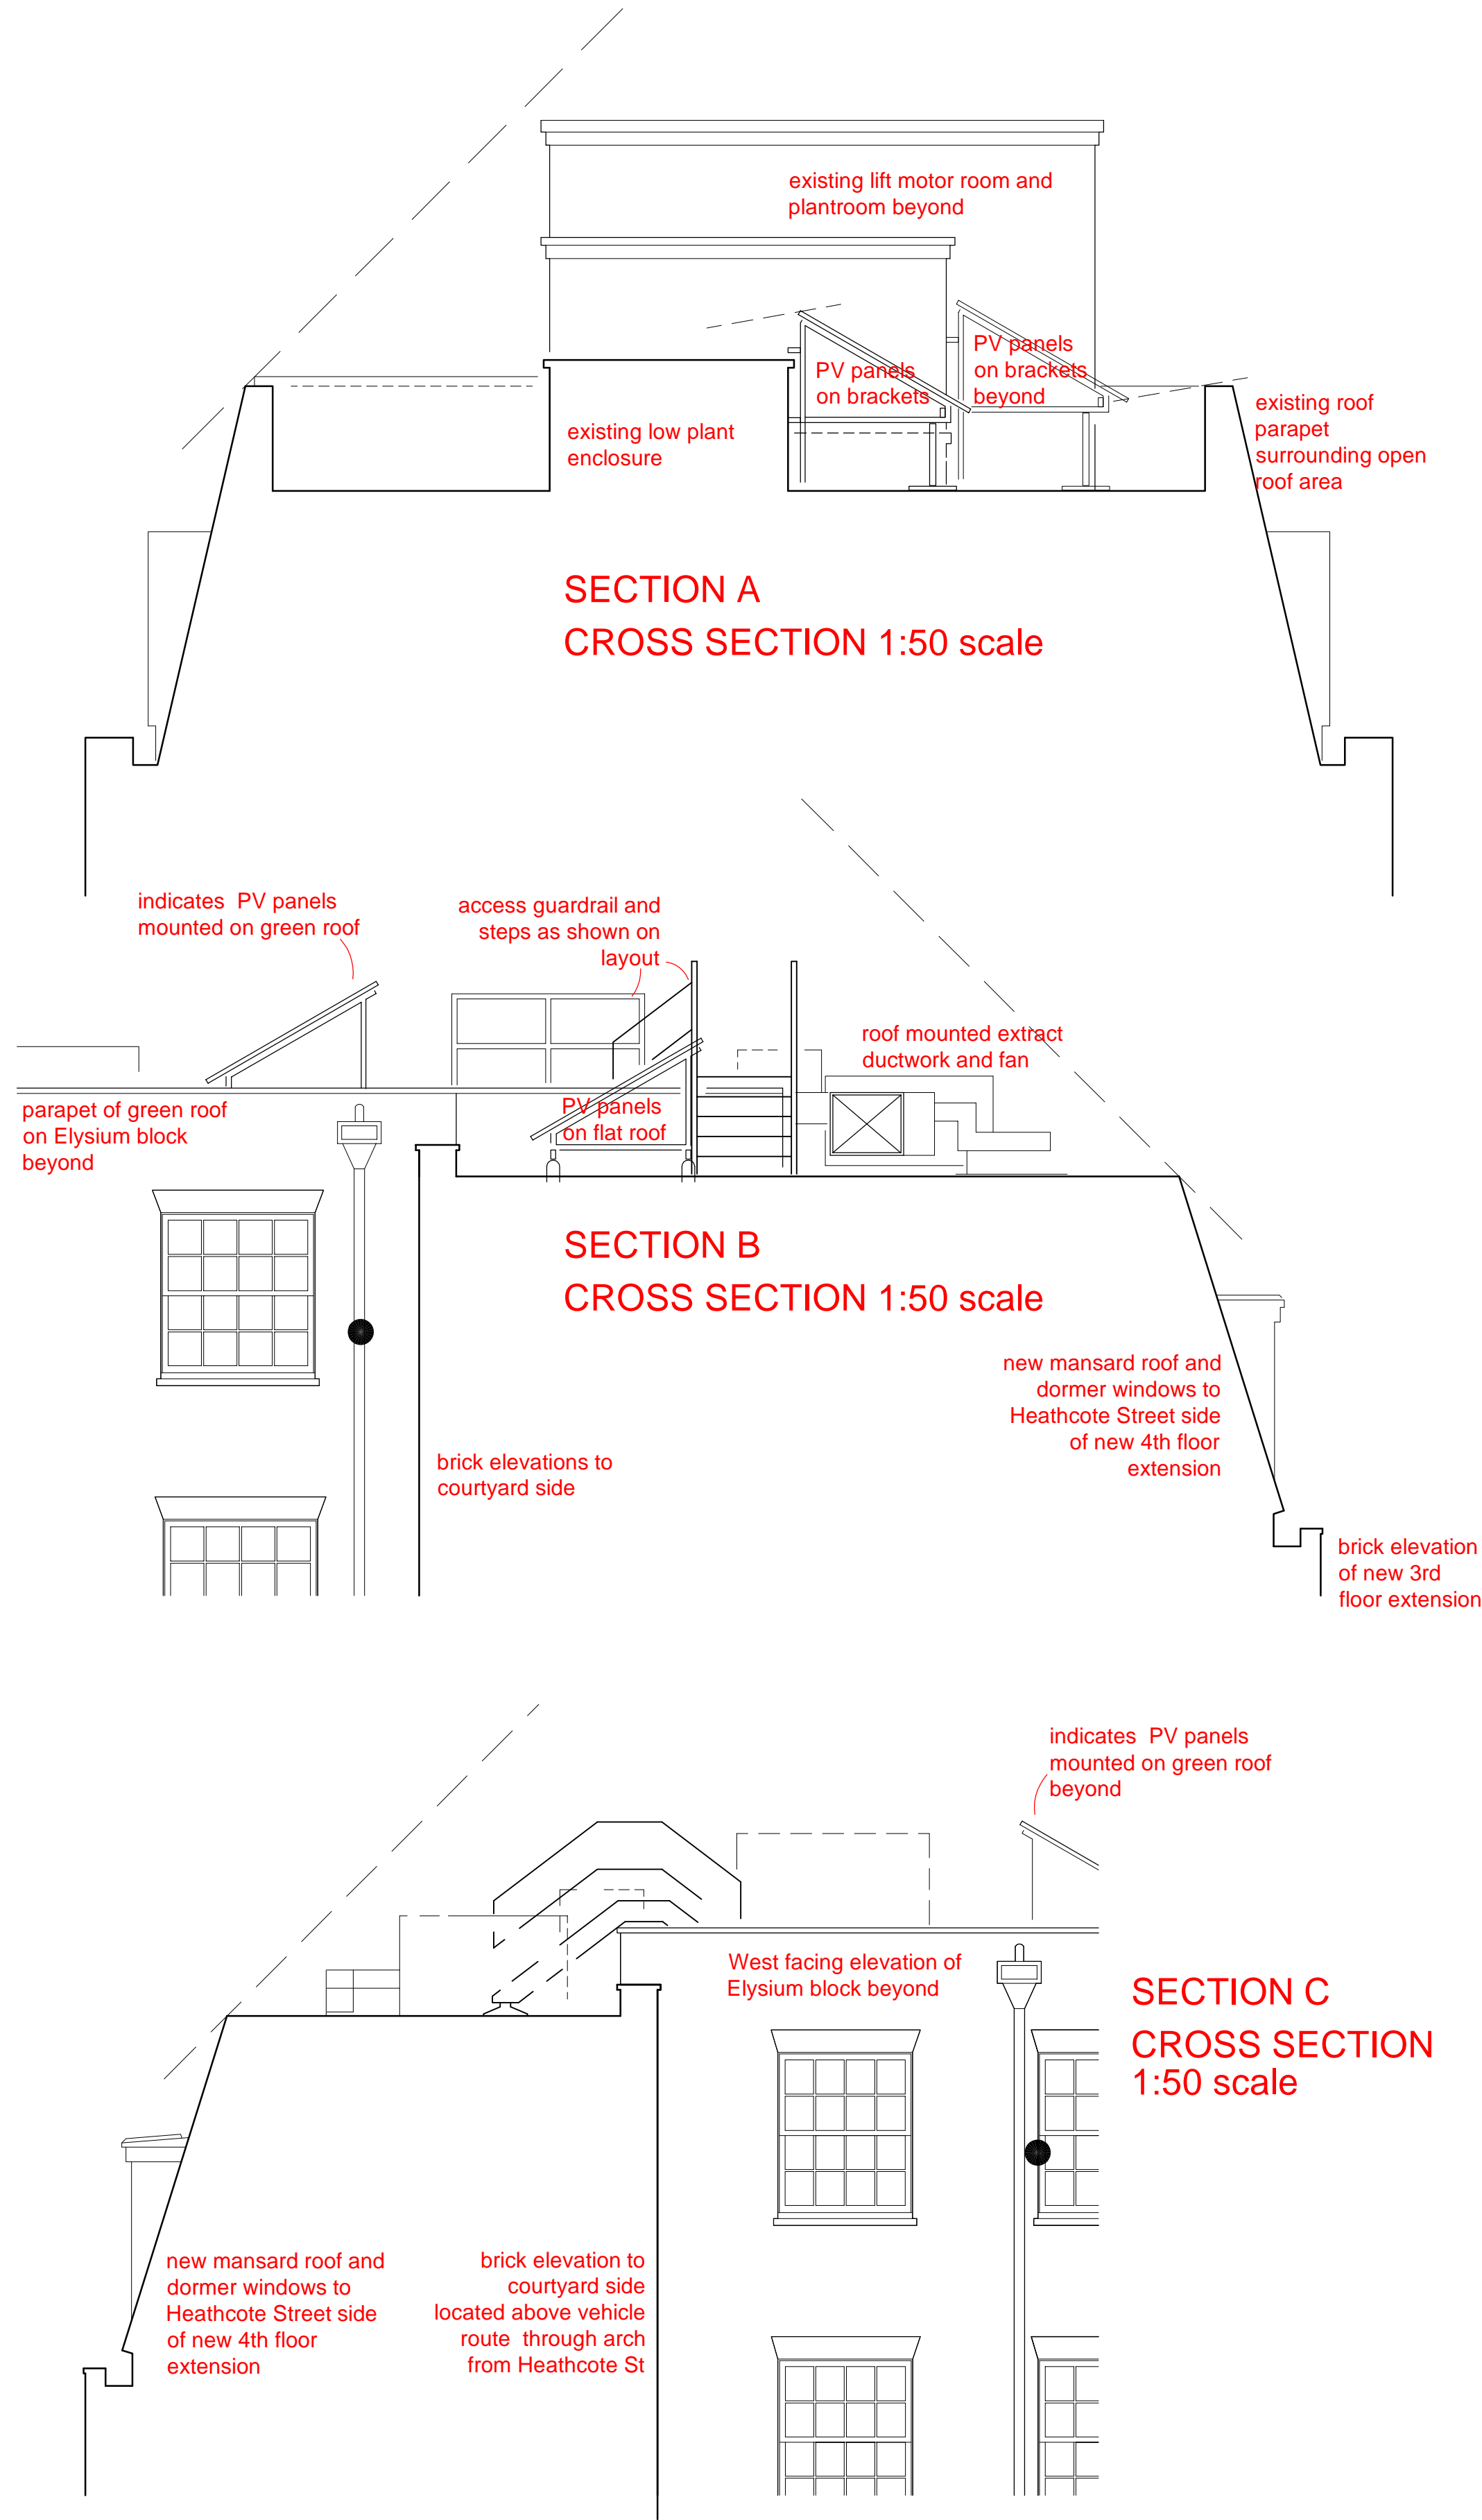 existing lift motor room and
plantroom beyond
PV panels
on brackets
beyond
PV panels
on brackets
existing roof
parapet
surrounding open
roof area
existing low plant
enclosure
SECTION A
CROSS SECTION 1:50 scale
indicates PV panels
mounted on green roof
access guardrail and
steps as shown on
layout
roof mounted extract
ductwork and fan
parapet of green roof
on Elysium block
beyond
PV panels
on flat roof
SECTION B
CROSS SECTION 1:50 scale
new mansard roof and
dormer windows to
Heathcote Street side
of new 4th floor
extension
brick elevations to
courtyard side
brick elevation
of new 3rd
floor extension
indicates PV panels
mounted on green roof
beyond
West facing elevation of
Elysium block beyond
SECTION C
CROSS SECTION
1:50 scale
new mansard roof and
dormer windows to
Heathcote Street side
of new 4th floor
extension
brick elevation to
courtyard side
located above vehicle
route through arch
from Heathcote St